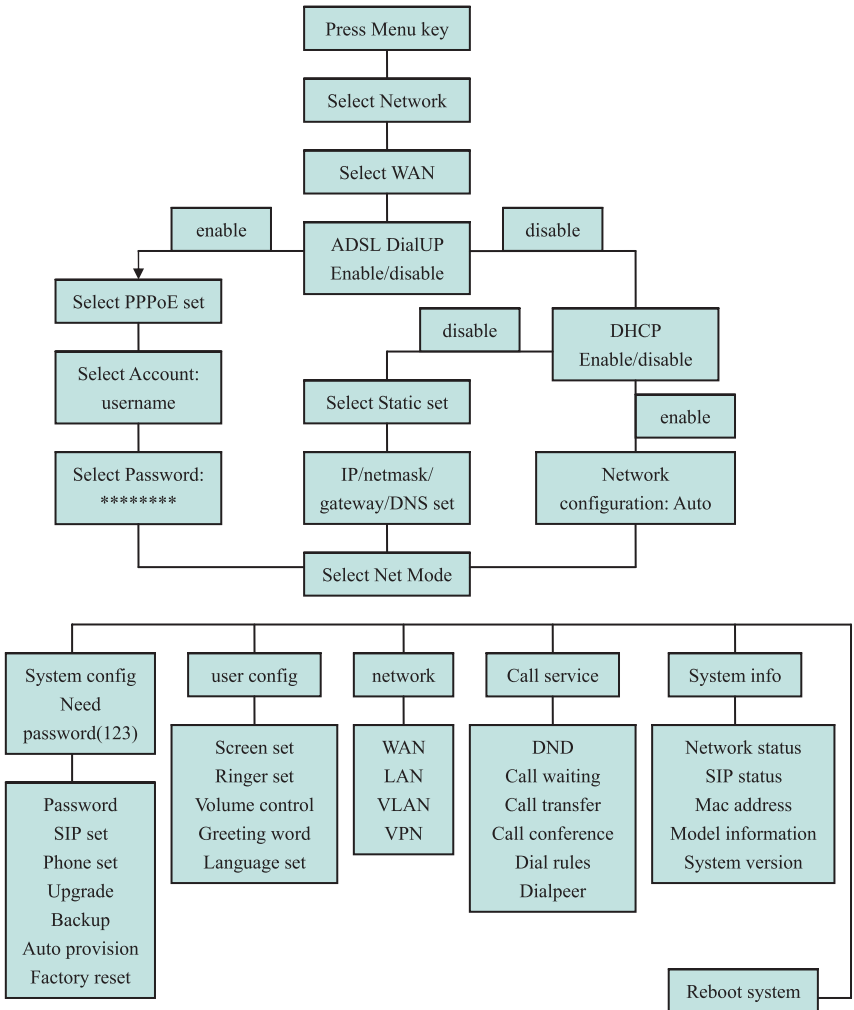 Press Menu key
Select Network
Select WAN
enable
ADSL DialUP
Enable/disable
disable
Select PPPoE set
disable
DHCP
Enable/disable
Select Account:
username
Select Static set
enable
Select Password:
********
IP/netmask/
gateway/DNS set
Network
configuration: Auto
Select Net Mode
System config
Need
password(123)
user config
network
Call service
System info
Password
SIP set
Phone set
Upgrade
Backup
Auto provision
Factory reset
Screen set
Ringer set
Volume control
Greeting word
Language set
WAN
LAN
VLAN
VPN
DND
Call waiting
Call transfer
Call conference
Dial rules
Dialpeer
Network status
SIP status
Mac address
Model information
System version
Reboot system